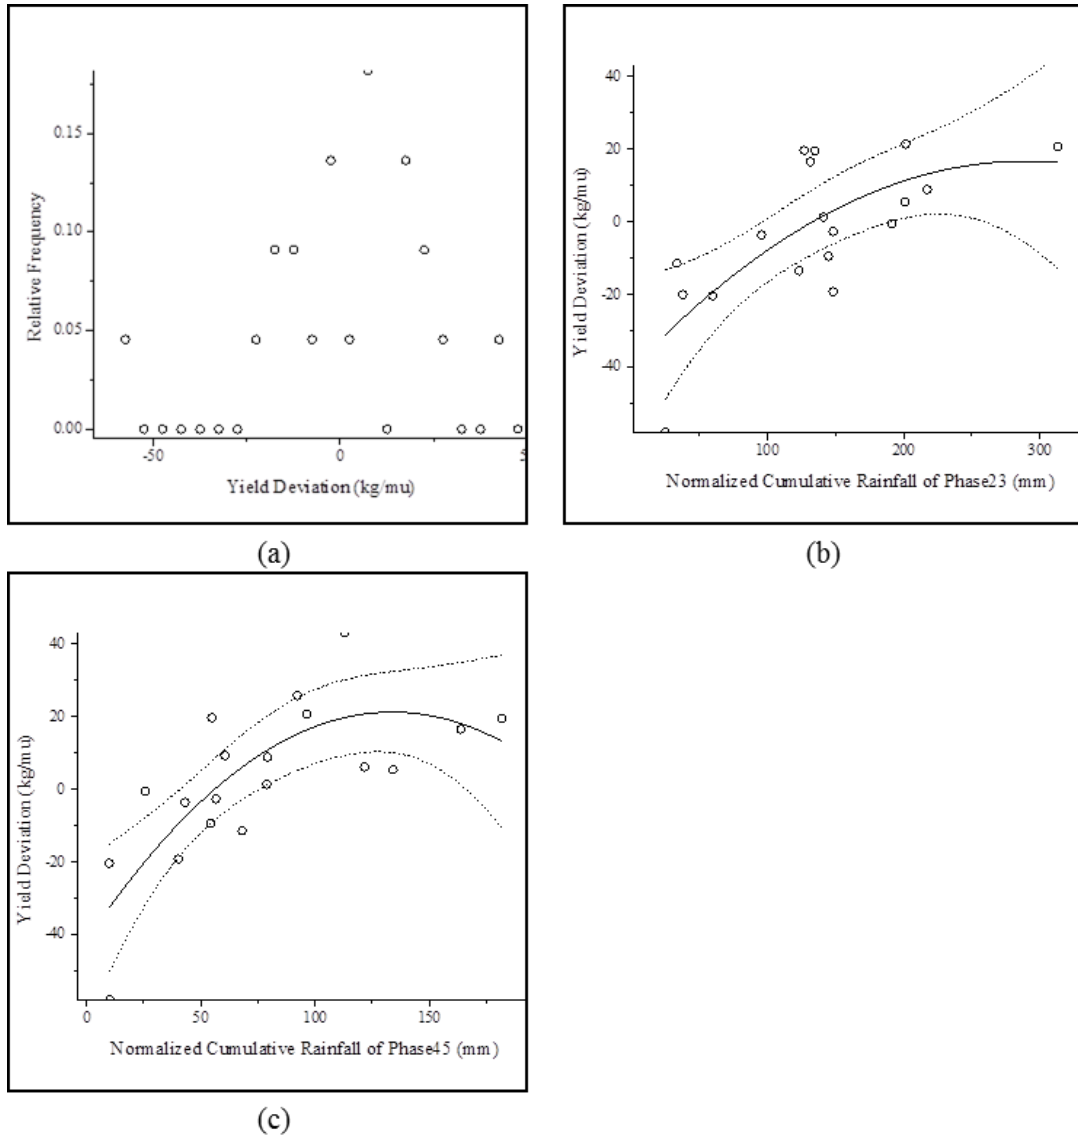 0.15
0.10
0.05
0.00
Relative Frequency
-50
0
5
Yield Deviation (kg/mu)
(a)
40
20
0
-20
-40
Yield Deviation (kg/mu)
100
200
300
Normalized Cumulative Rainfall of Phase23 (mm)
(b)
40
20
0
-20
-40
Yield Deviation (kg/mu)
0
50
100
150
Normalized Cumulative Rainfall of Phase45 (mm)
(c)